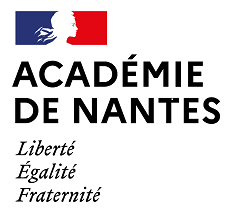 ACADÉMIE
DE NANTES
Liberté
Égalité
Fraternité